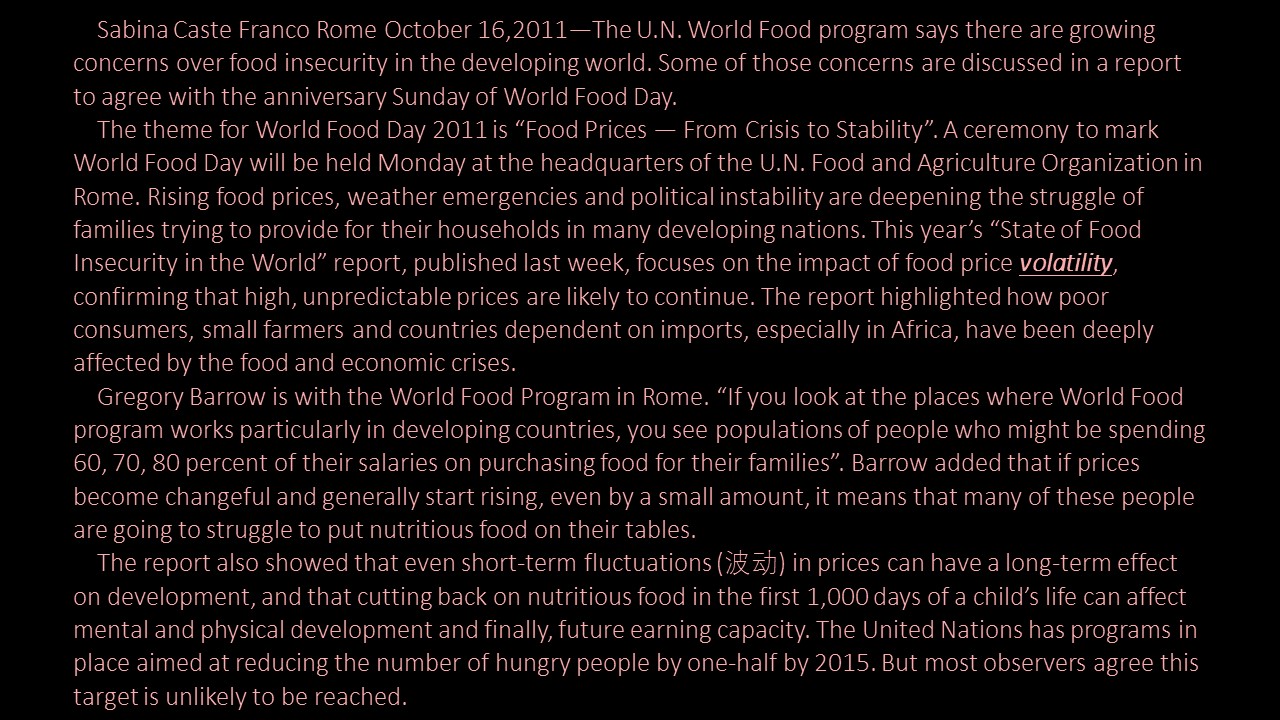 Sabina Caste Franco Rome October 16,2011—The U.N. World Food program says there are growing
concerns over food insecurity in the developing world. Some of those concerns are discussed in a report
to agree with the anniversary Sunday of World Food Day.
The theme for World Food Day 2011 is “Food Prices — From Crisis to Stability”. A ceremony to mark
World Food Day will be held Monday at the headquarters of the U.N. Food and Agriculture Organization in
Rome. Rising food prices, weather emergencies and political instability are deepening the struggle of
families trying to provide for their households in many developing nations. This year’s “State of Food
Insecurity in the World” report, published last week, focuses on the impact of food price volatility,
confirming that high, unpredictable prices are likely to continue. The report highlighted how poor
consumers, small farmers and countries dependent on imports, especially in Africa, have been deeply
affected by the food and economic crises.
Gregory Barrow is with the World Food Program in Rome. “If you look at the places where World Food
program works particularly in developing countries, you see populations of people who might be spending
60, 70, 80 percent of their salaries on purchasing food for their families”. Barrow added that if prices
become changeful and generally start rising, even by a small amount, it means that many of these people
are going to struggle to put nutritious food on their tables.
The report also showed that even short-term fluctuations (波动) in prices can have a long-term effect
on development, and that cutting back on nutritious food in the first 1,000 days of a child’s life can affect
mental and physical development and finally, future earning capacity. The United Nations has programs in
place aimed at reducing the number of hungry people by one-half by 2015. But most observers agree this
target is unlikely to be reached.